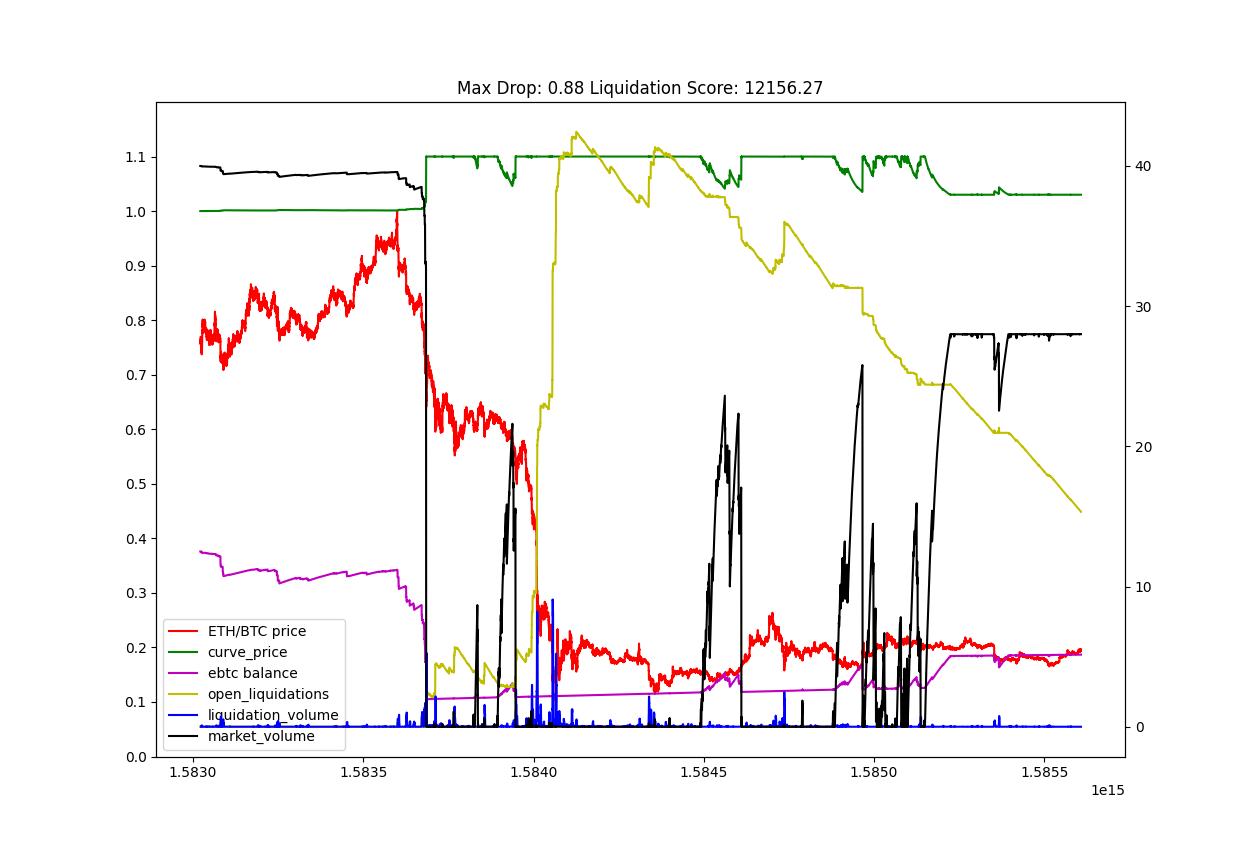 Max Drop: 0.88 Liquidation Score: 12156.27
1.1
1.0
0.9
0.8
0.7
0.6
0.5
0.4
0.3
0.2
0.1
0.0
40
30
20
10
0
ETH/BTC price
curve_price
ebtc balance
open_liquidations
liquidation_volume
market_volume
1.5830 1.5835 1.5840 1.5845 1.5850 1.5855
1e15